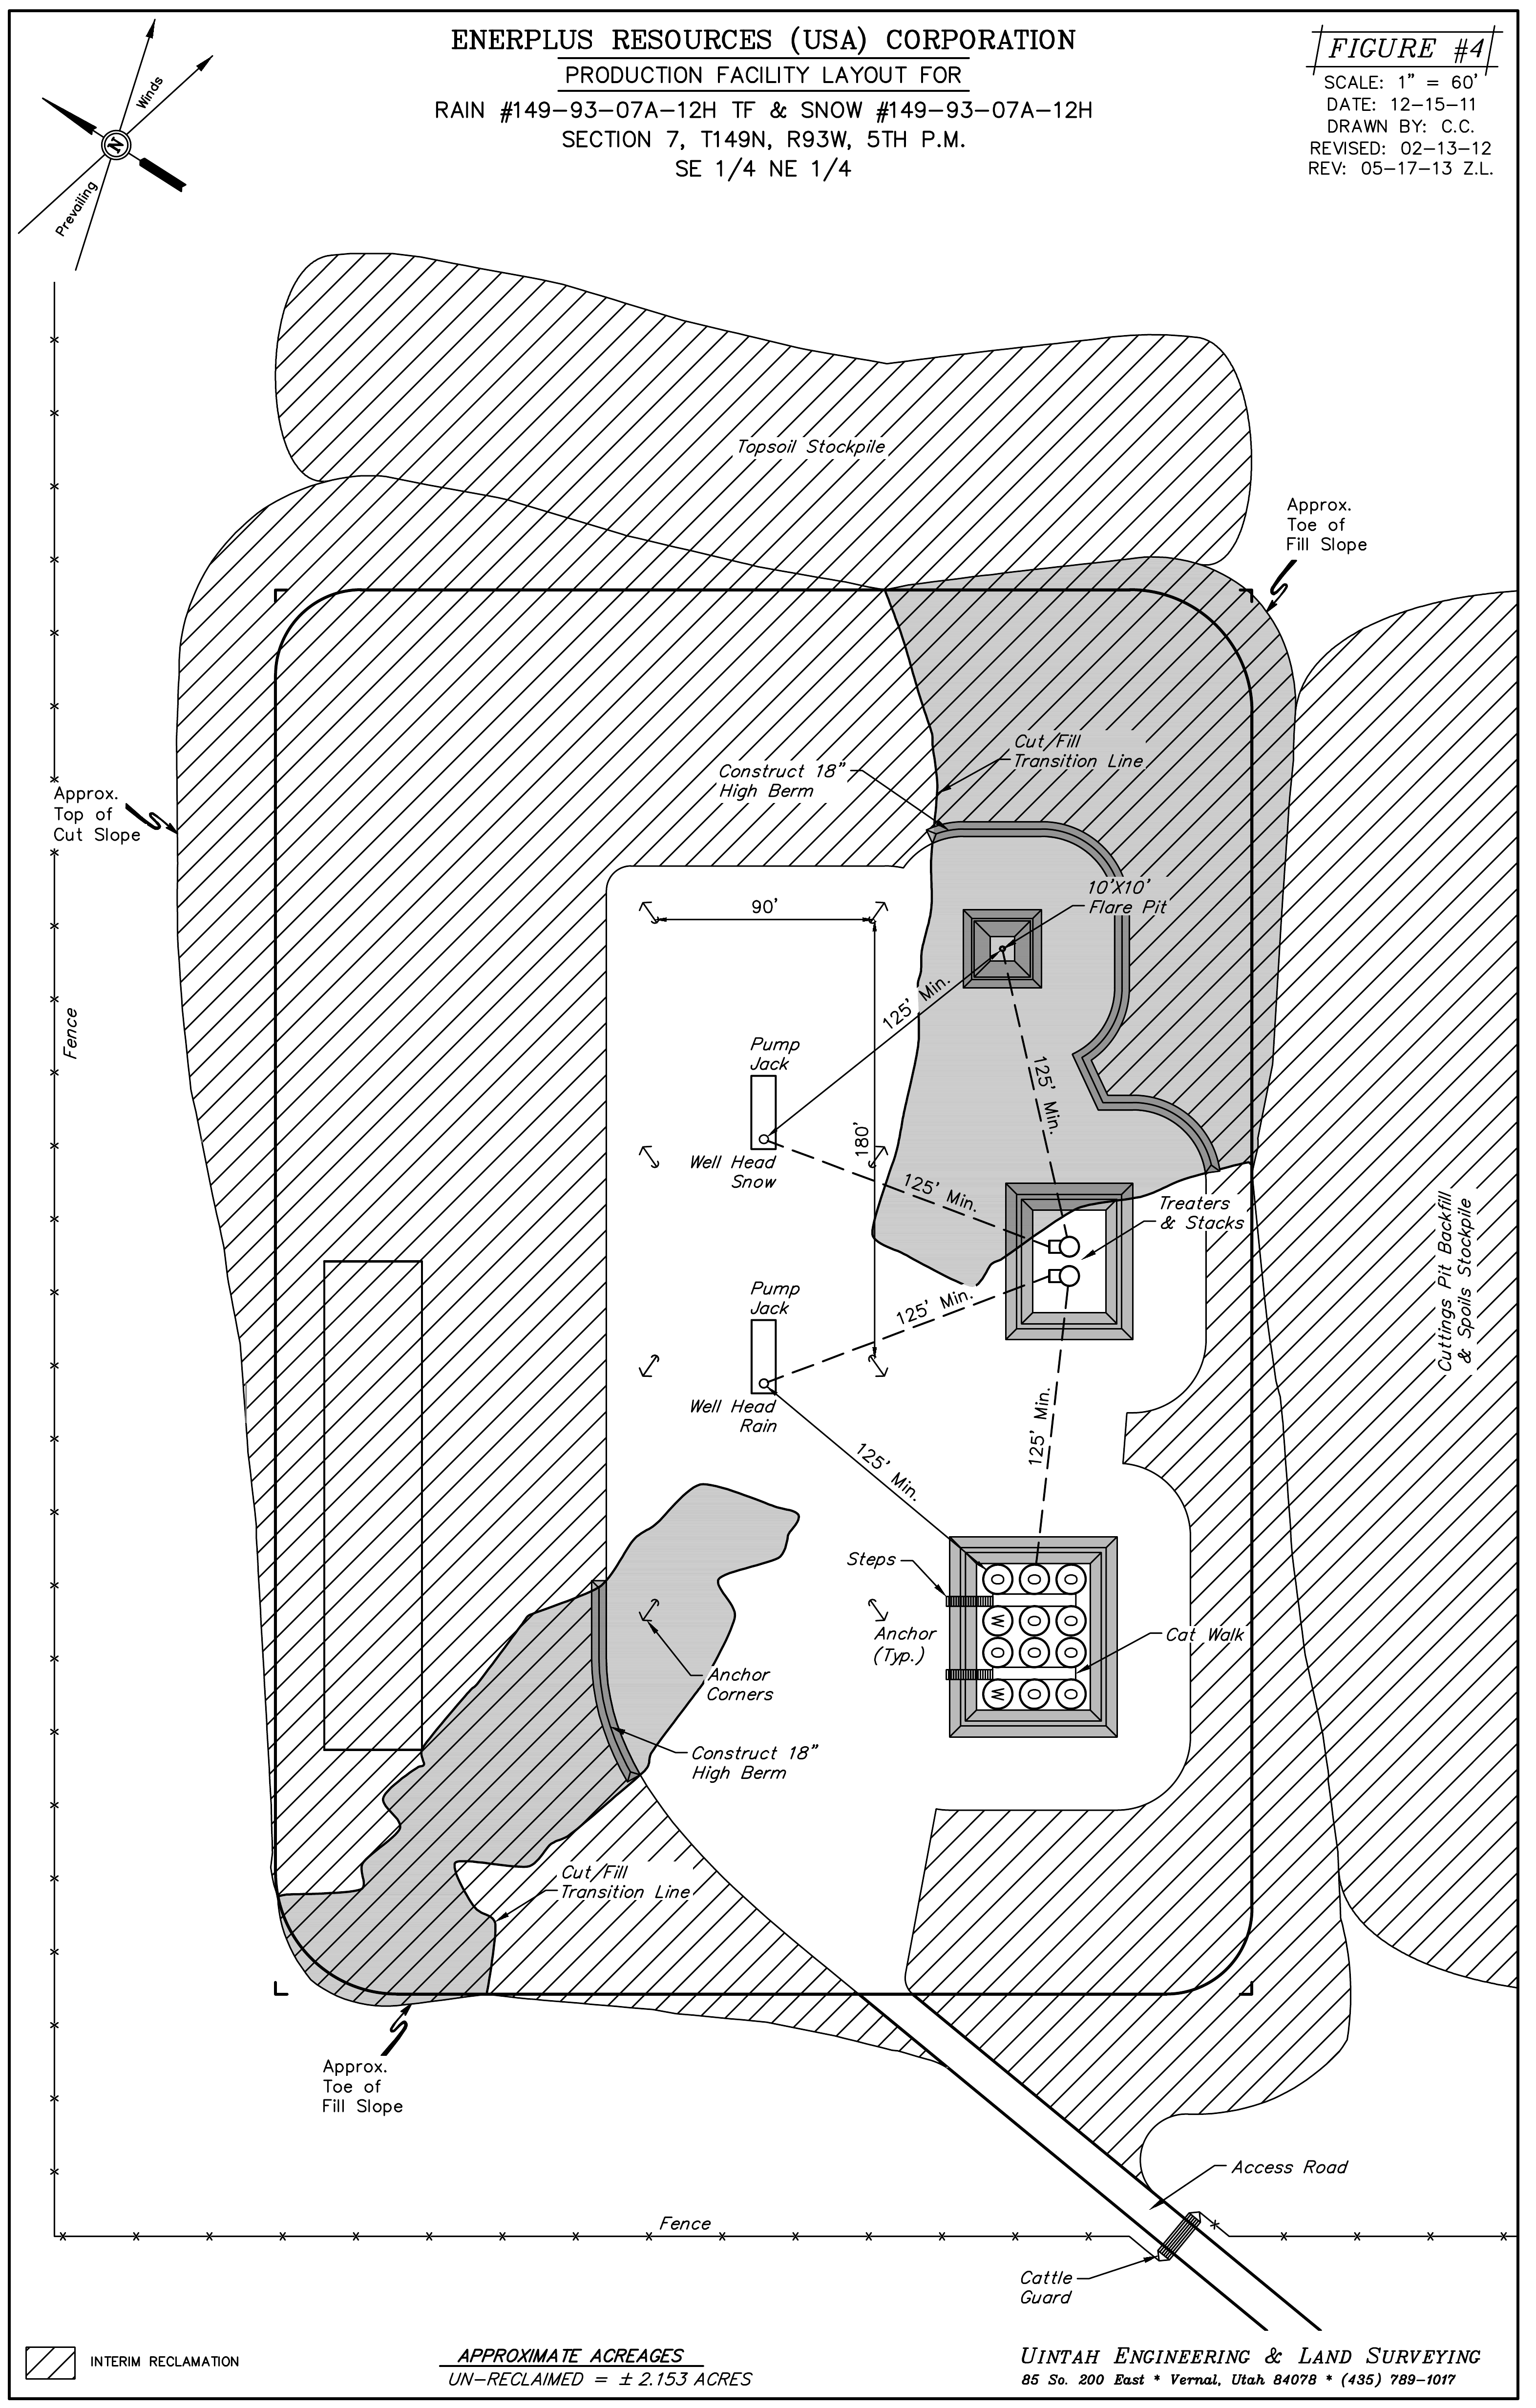 ENERPLUS RESOURCES (USA) CORPORATION
PRODUCTION FACILITY LAYOUT FOR
RAIN #149-93-07A-12H TF & SNOW #149-93-07A-12H
SECTION 7, T149N, R93W, 5TH P.M.
SE 1/4 NE 1/4
FIGURE #4
SCALE: 1" = 60'
DATE: 12-15-11
DRAWN BY: C.C.
REVISED: 02-13-12
REV: 05-17-13 Z.L.
Winds
N
Prevailing
Topsoil Stockpile
Approx.
Toe of
Fill Slope
Cut/Fill
Transition Line
Construct 18"
High Berm
Approx.
Top of
Cut Slope
10'X10'
Flare Pit
90'
125' Min.
Fence
Pump
Jack
125' Min.
180'
Well Head
Snow
125' Min.
Treaters
& Stacks
Cuttings Pit Backfill
& Spoils Stockpile
Pump
Jack
125' Min.
Well Head
Rain
125' Min.
125' Min.
Steps
O O O
W O O
O O O
W O O
Anchor
(Typ.)
Cat Walk
Anchor
Corners
Construct 18"
High Berm
Cut/Fill
Transition Line
Approx.
Toe of
Fill Slope
Access Road
Fence
*
Cattle
Guard
INTERIM RECLAMATION
APPROXIMATE ACREAGES
UN-RECLAIMED = ± 2.153 ACRES
UINTAH ENGINEERING & LAND SURVEYING
85 So. 200 East * Vernal, Utah 84078 * (435) 789-1017